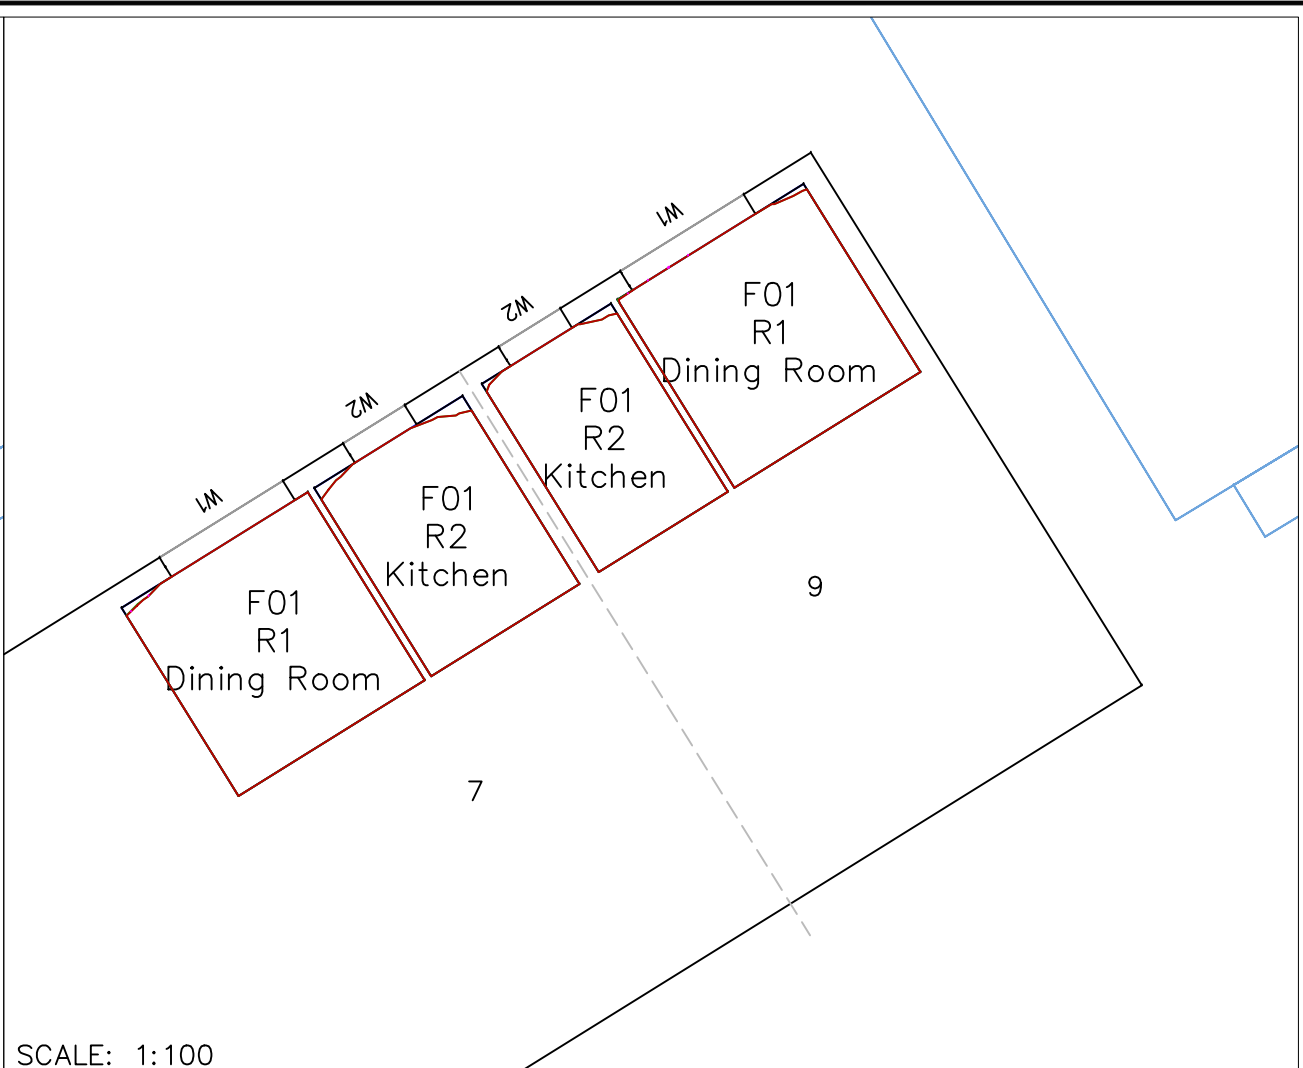 W1
F01
R1
Dining Room
W2
F01
R2
Kitchen
W2
F01
R2
Kitchen
W1
F01
R1
Dining Room
9
7
SCALE: 1:100